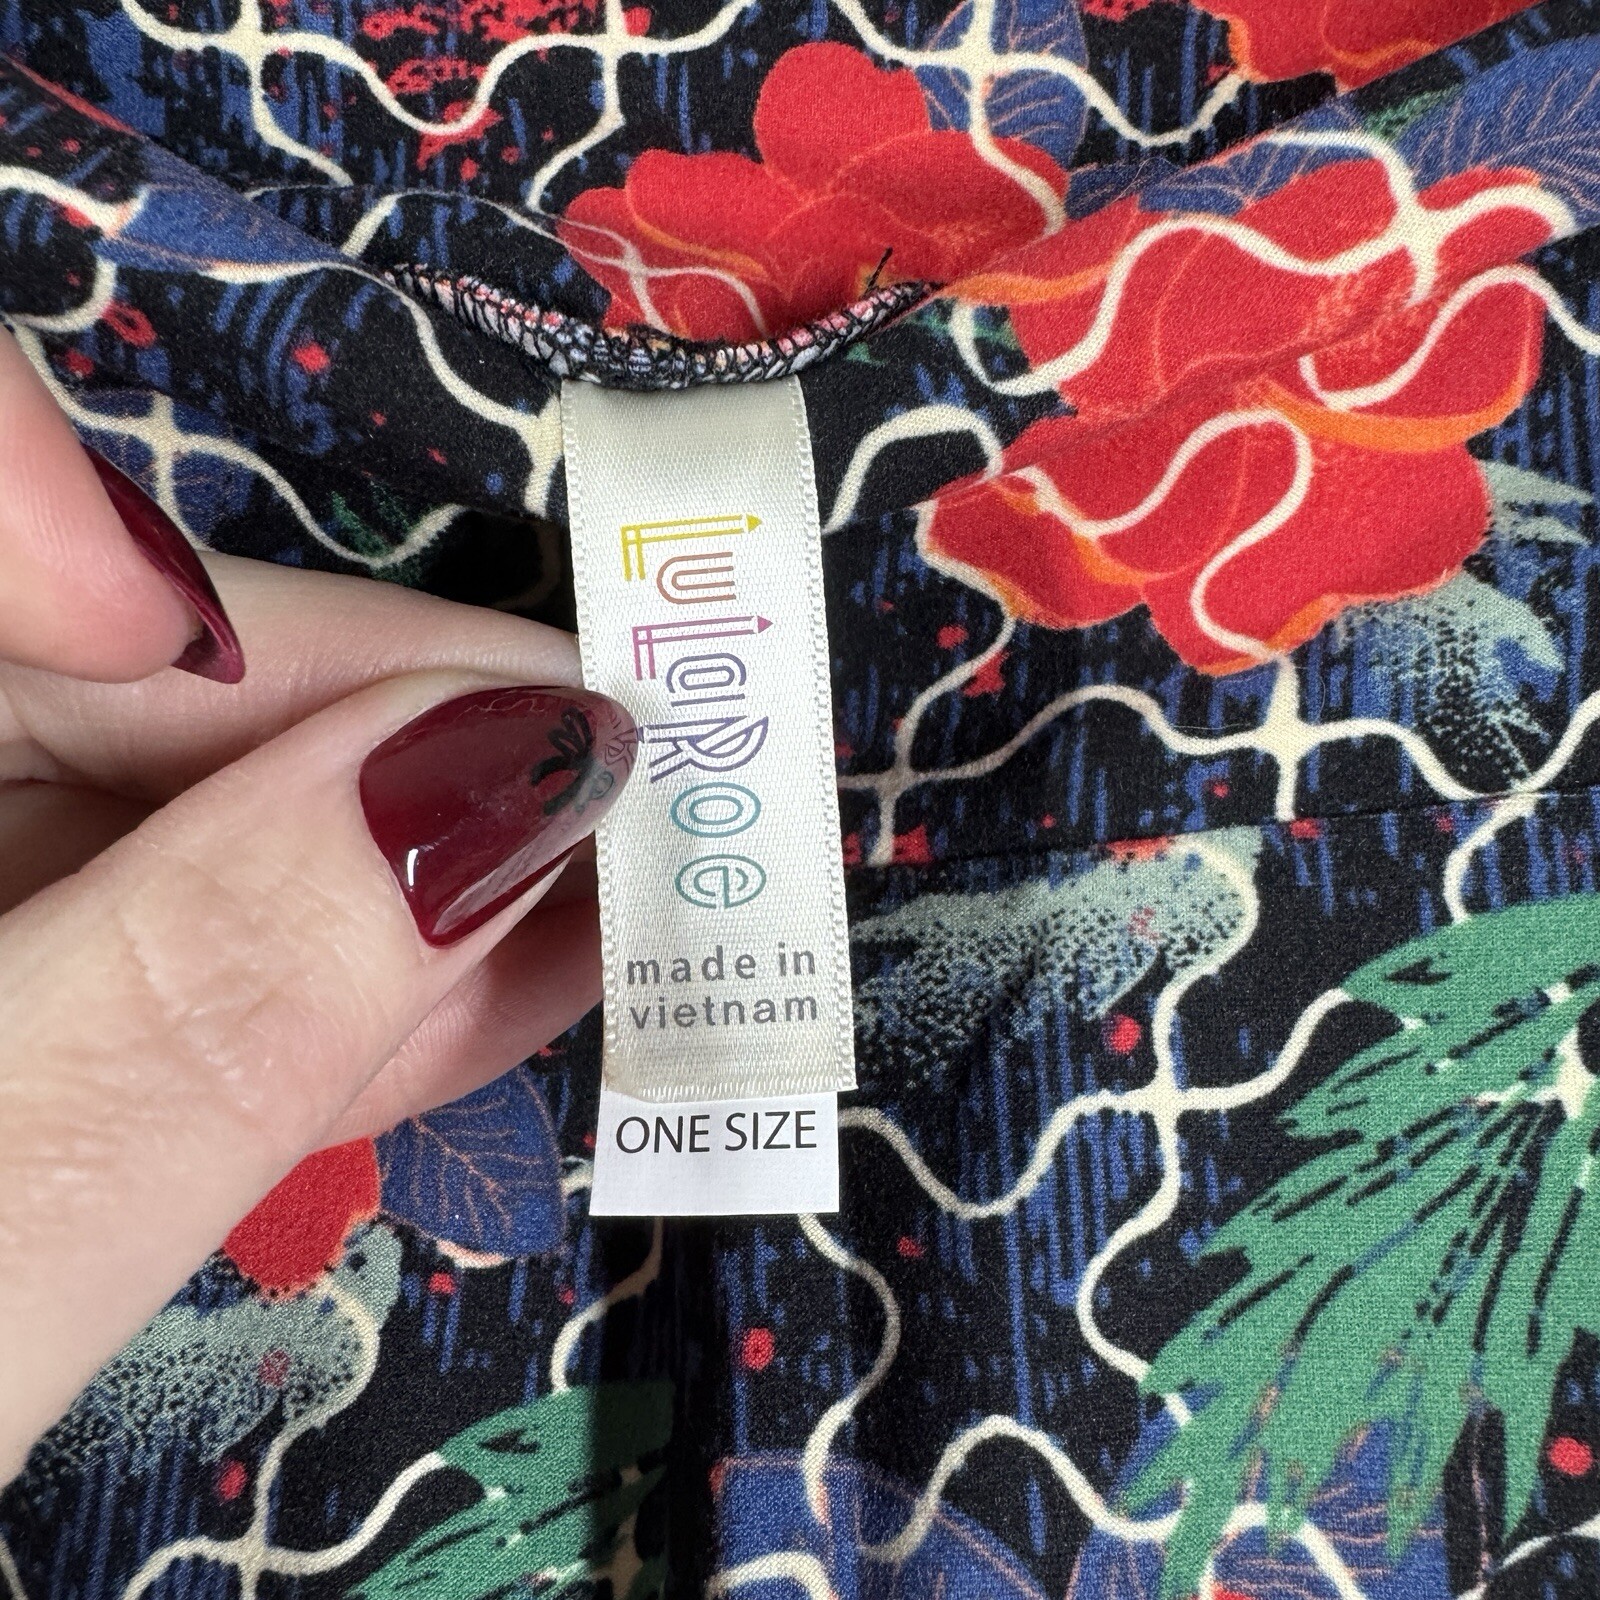 LuLaRoe
made in
vietnam
ONE SIZE